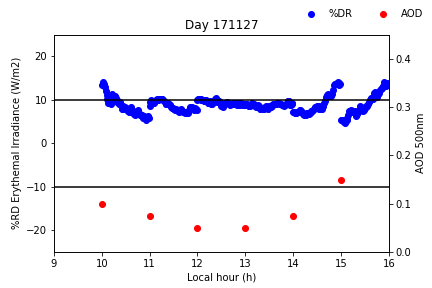 %DR AOD
Day 171127
%RD Erythemal Irradiance (W/m2)
20
10
0
−10
−20
0.4
0.3
0.2
0.1
0.0
AOD 500nm
9 10 11 12 13 14 15 16
Local hour (h)